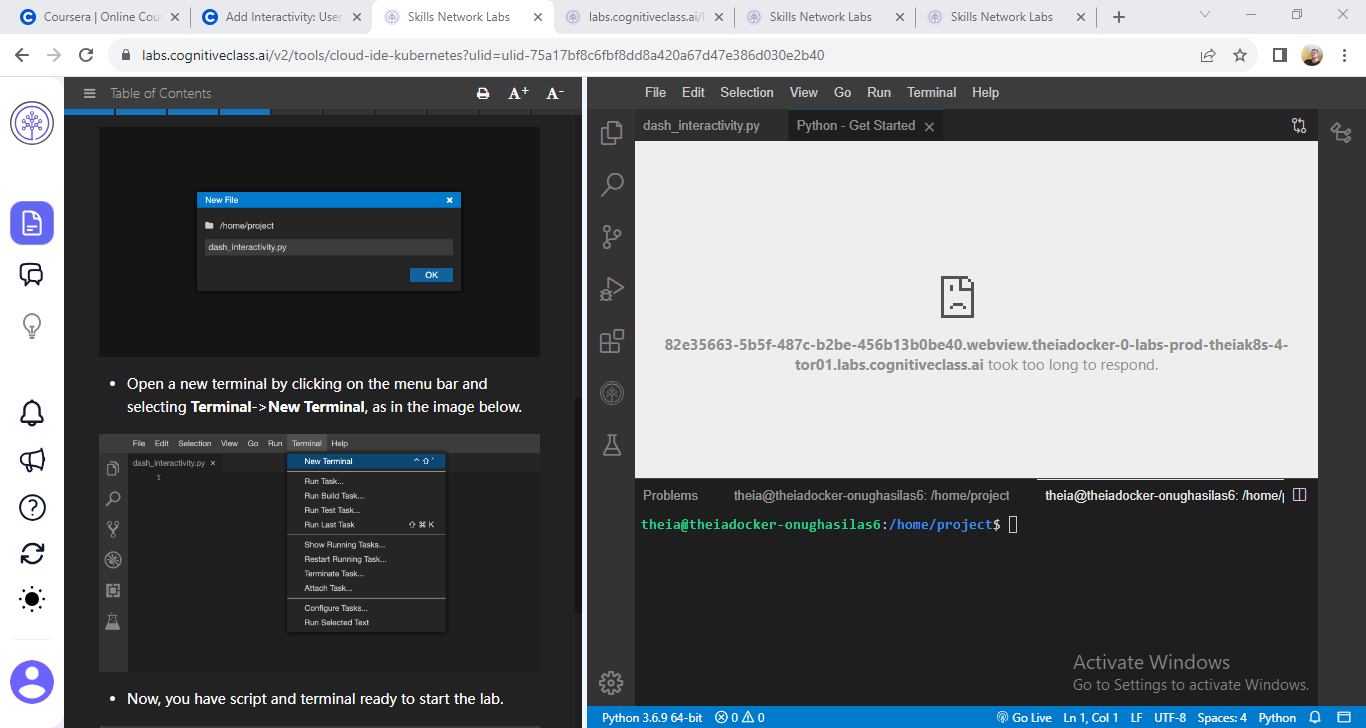 Coursera | Online Cou
Add Interactivity: User
Skills Network Labs
labs.cognitiveclass.ai/l
Skills Network Labs
Skills Network Labs
labs.cognitiveclass.ai/v2/tools/cloud-ide-kubernetes?ulid=ulid-75a17bf8c6fbf8dd8a420a67d47e386d030e2b40
Table of Contents
A+ A-
New File
/home/project
dash_interactivity.py
OK
• Open a new terminal by clicking on the menu bar and
selecting Terminal->New Terminal, as in the image below.
File Edit Selection View Go Run Terminal Help
dash_interactivity.py
1
New Terminal ^ ⇧ `
Run Task...
Run Build Task...
Run Test Task...
Run Last Task ⇧ ⌘ K
Show Running Tasks...
Restart Running Task...
Terminate Task...
Attach Task...
Configure Tasks...
Run Selected Text
• Now, you have script and terminal ready to start the lab.
File Edit Selection View Go Run Terminal Help
dash_interactivity.py Python - Get Started
82e35663-5b5f-487c-b2be-456b13b0be40.webview.theiadocker-0-labs-prod-theiak8s-4-
tor01.labs.cognitiveclass.ai took too long to respond.
Problems theia@theiadocker-onughasilas6: /home/project theia@theiadocker-onughasilas6: /home/p
theia@theiadocker-onughasilas6:/home/project$
Activate Windows
Go to Settings to activate Windows.
Python 3.6.9 64-bit 0 0 Go Live Ln 1, Col 1 LF UTF-8 Spaces: 4 Python